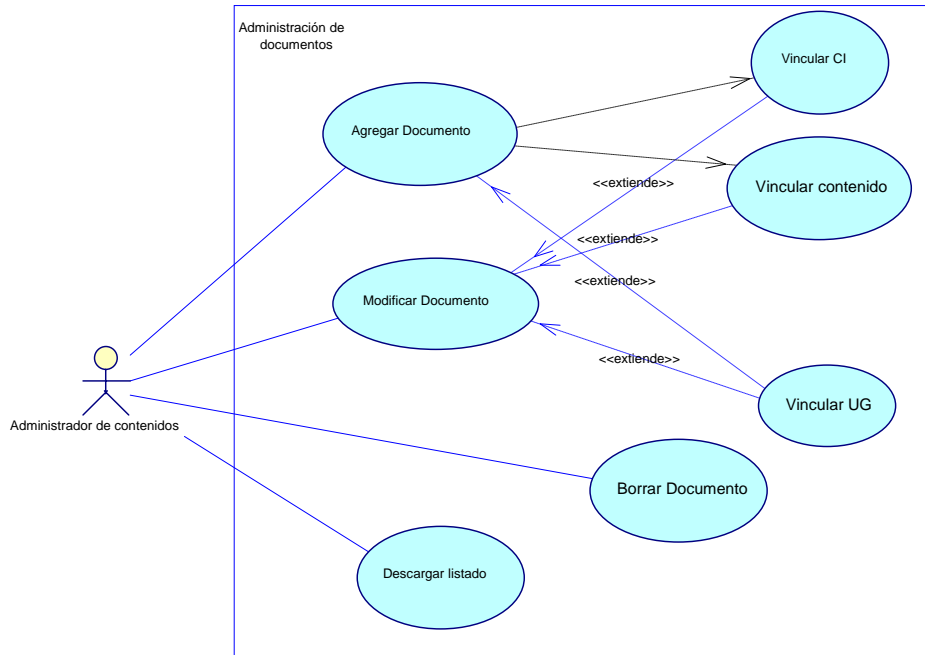 Administración de
documentos
Vincular CI
Agregar Documento
Vincular contenido
<<extiende>>
<<extiende>>
<<extiende>>
Modificar Documento
<<extiende>>
Vincular UG
Administrador de contenidos
Borrar Documento
Descargar listado